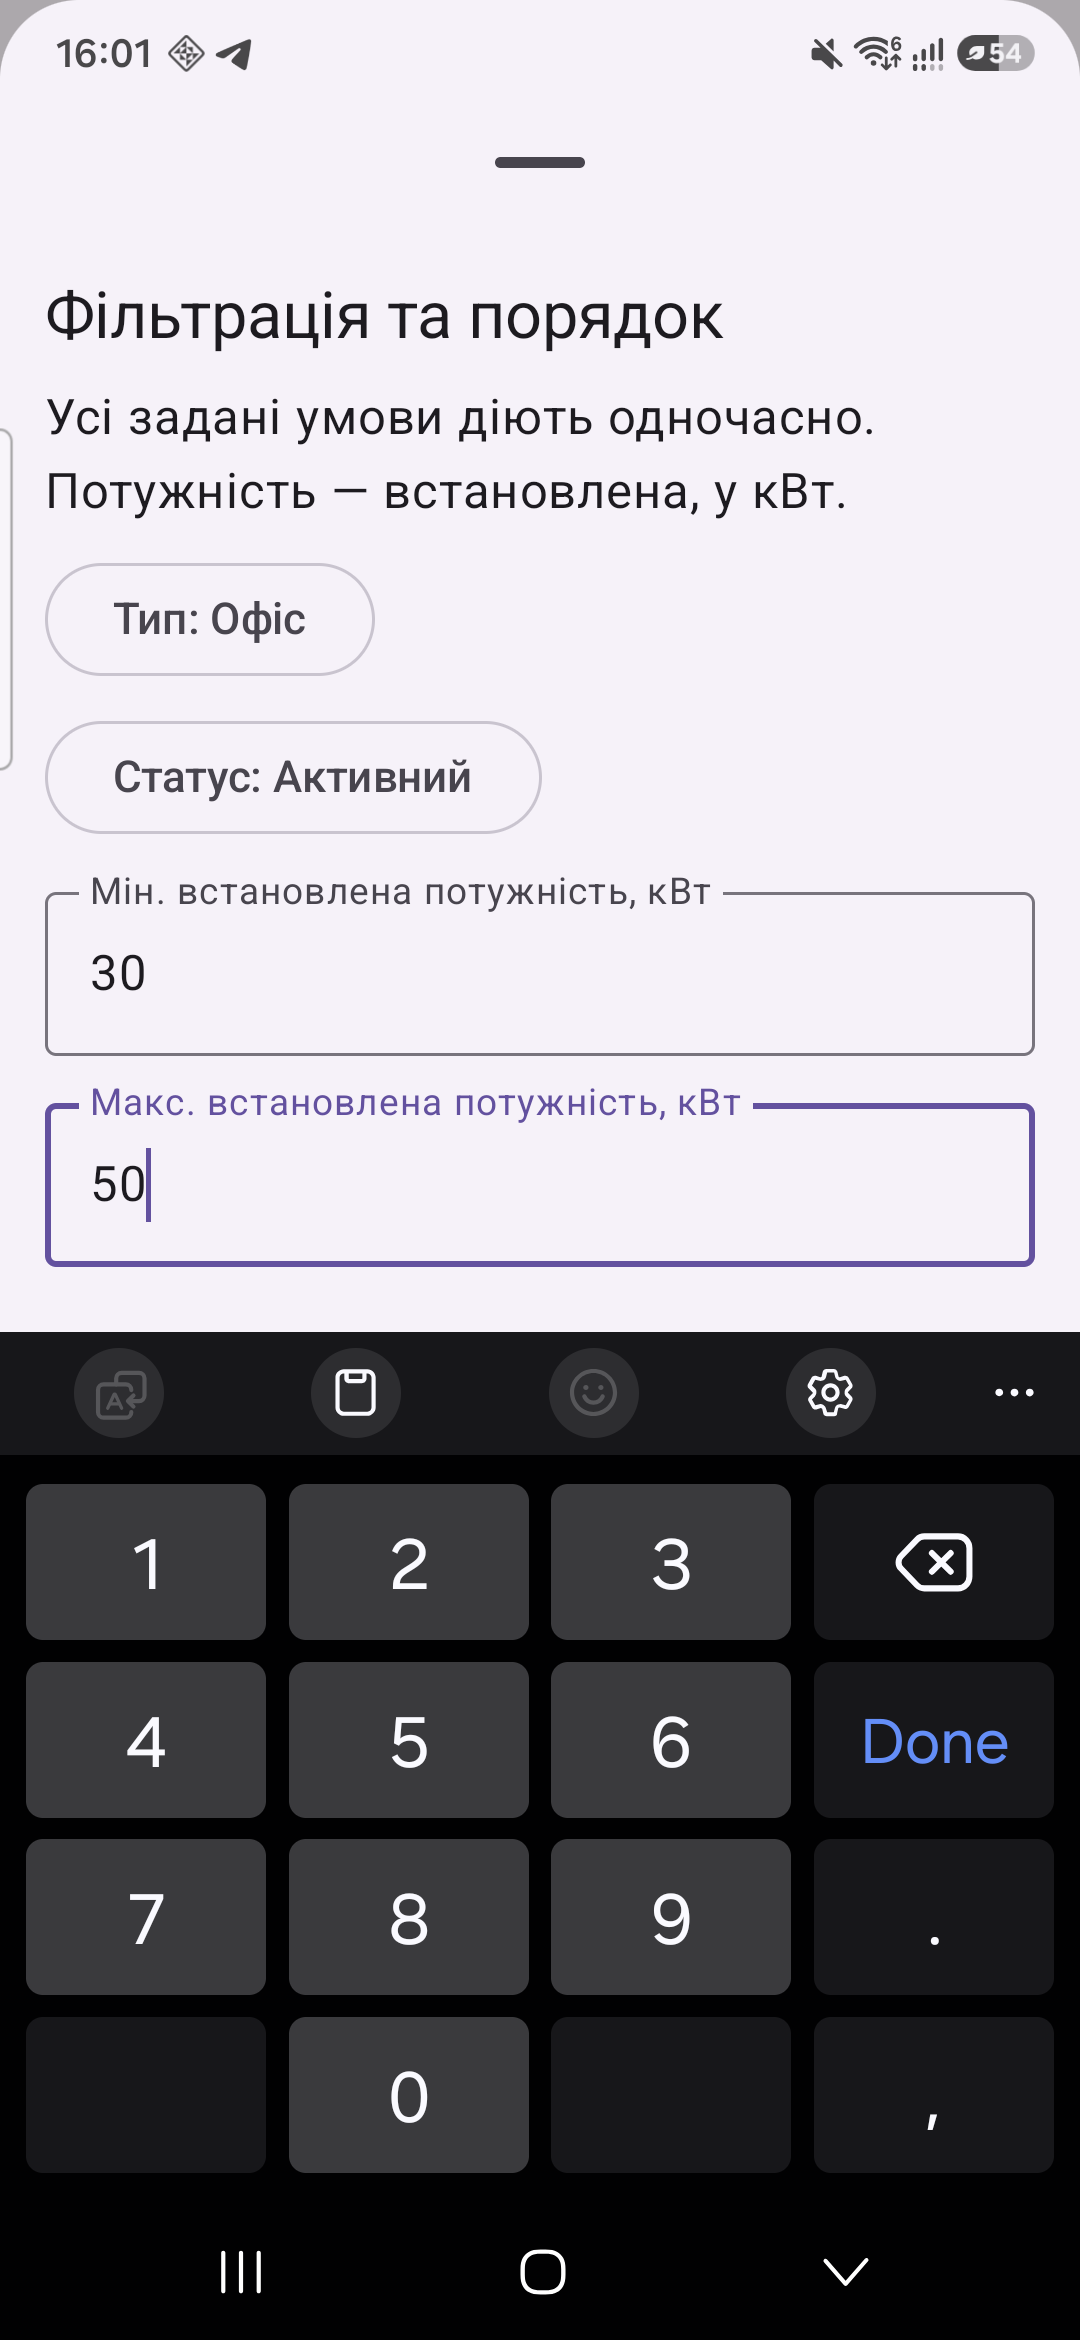 16:01
6
54
Фільтрація та порядок
Усі задані умови діють одночасно.
Потужність — встановлена, у кВт.
Тип: Офіс
Статус: Активний
Мін. встановлена потужність, кВт
30
Макс. встановлена потужність, кВт
50
A
1 2 3
4 5 6 Done
7 8 9 .
0 ,